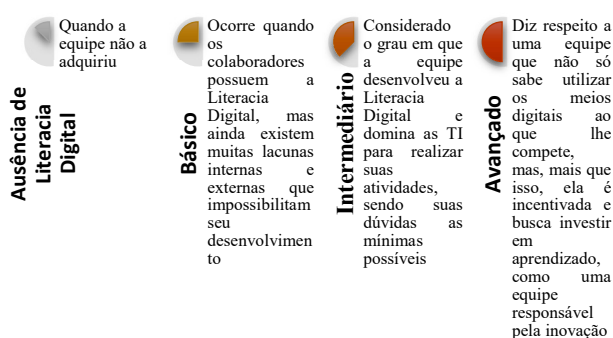 Ausência de
Literacia
Digital
Quando a
equipe não a
adquiriu
Básico
Ocorre quando
os
colaboradores
possuem a
Literacia
Digital, mas
ainda existem
muitas lacunas
internas e
externas que
impossibilitam
seu
desenvolvimen
to
Intermediário
Considerado
o grau em que
a equipe
desenvolveu a
Literacia
Digital e
domina as TI
para realizar
suas
atividades,
sendo suas
dúvidas as
mínimas
possíveis
Avançado
Diz respeito a
uma equipe
que não só
sabe utilizar
os meios
digitais ao
que lhe
compete,
mas, mais que
isso, ela é
incentivada e
busca investir
em
aprendizado,
como uma
equipe
responsável
pela inovação